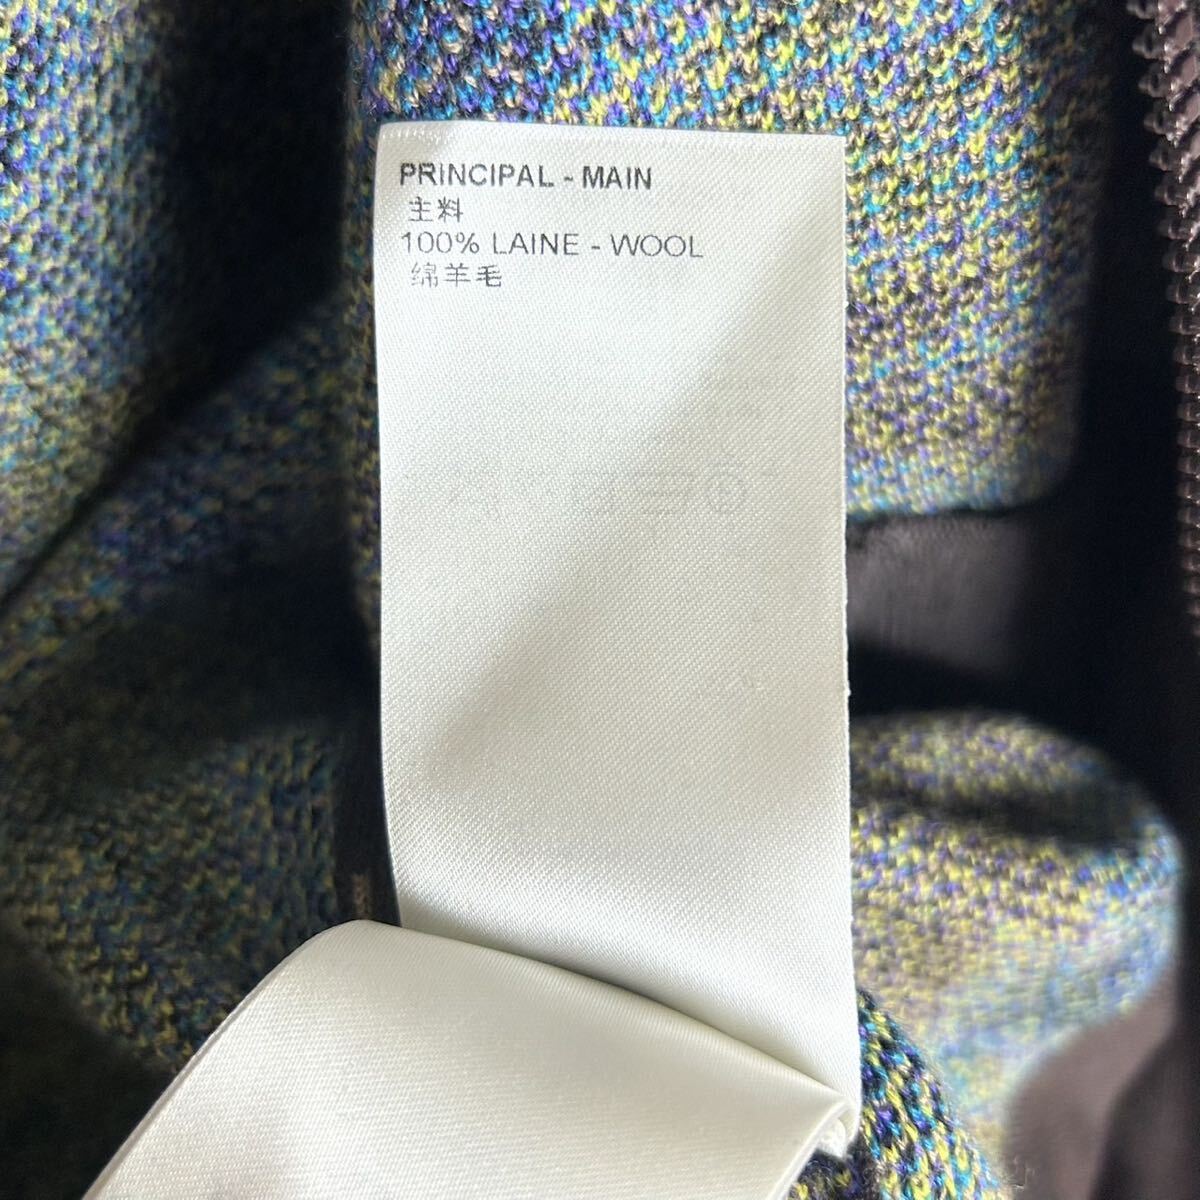 PRINCIPAL - MAIN
主料
100% LAINE - WOOL
绵羊毛